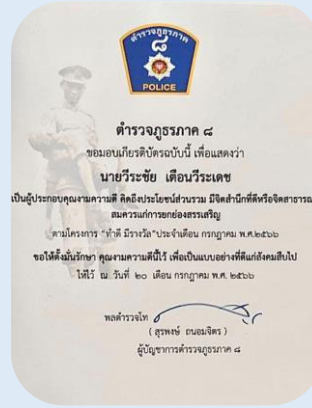 ตำรวจภูธรภาค
๘
POLICE
ตำรวจภูธรภาค ๘
ขอมอบเกียรติบัตรฉบับนี้ เพื่อแสดงว่า
นายวีระชัย เตือนวีระเดช
เป็นผู้ประกอบคุณงามความดี คิดถึงประโยชน์ส่วนรวม มีจิตสำนึกที่ดีหรือจิตสาธารณ
สมควรแก่การยกย่องสรรเสริญ
ตามโครงการ "ทำดี มีรางวัล" ประจำเดือน กรกฎาคม พ.ศ.๒๕๖๖
ขอให้ตั้งมั่นรักษา คุณงามความดีนี้ไว้ เพื่อเป็นแบบอย่างที่ดีแก่สังคมสืบไป
ให้ไว้ ณ วันที่ ๒๐ เดือน กรกฎาคม พ.ศ. ๒๕๖๖
พลตำรวจโท
( สุรพงษ์ ถนอมจิตร )
ผู้บัญชาการตำรวจภูธรภาค ๘